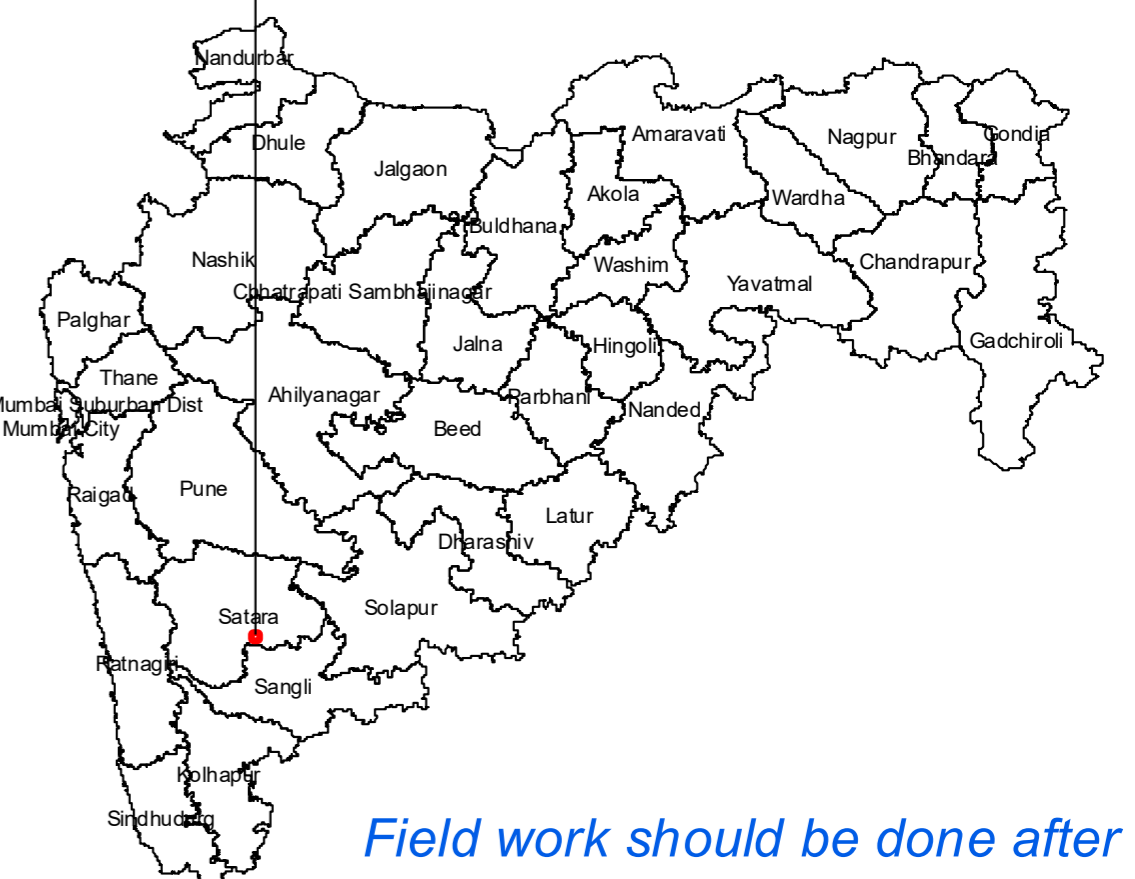 Nandurbar
Dhule
Jalgaon
Amaravati
Nagpur
Gondia
Bhandara
Akola
Wardha
Buldhana
Nashik
Washim
Chandrapur
Yavatmal
Chhatrapati Sambhajinagar
Palghar
Jalna
Hingoli
Gadchiroli
Thane
Ahilyanagar
Parbhani
Mumbai Suburban Dist
Nanded
Mumbai City
Beed
Raigad
Pune
Latur
Dharashiv
Satara
Solapur
Ratnagiri
Sangli
Kolhapur
Sindhudurg
Field work should be done after